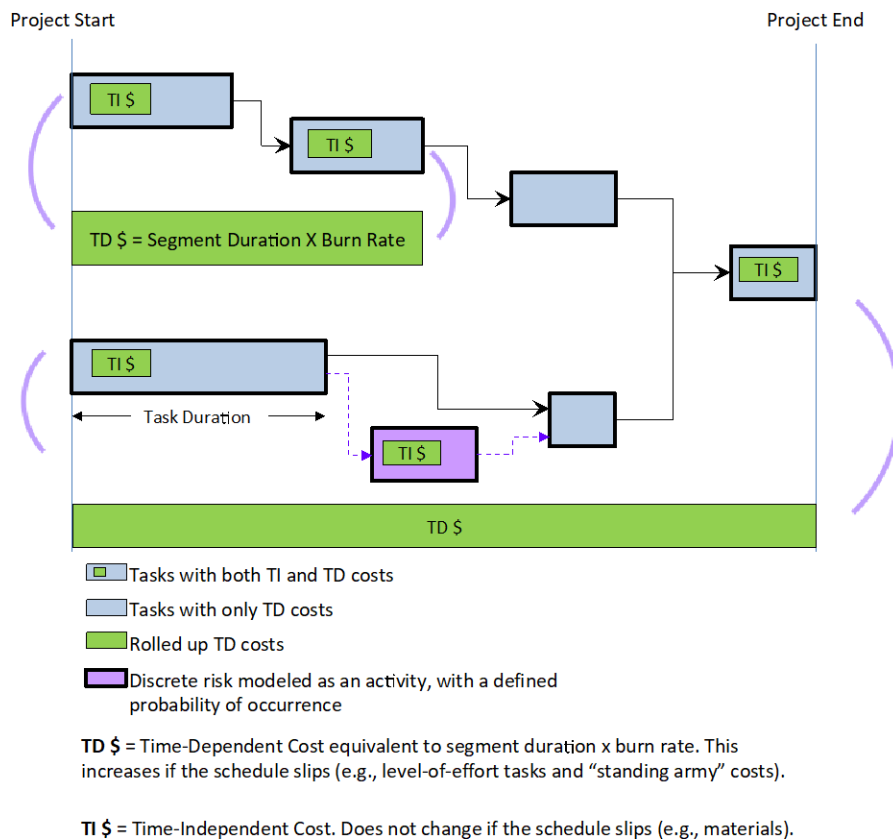 Project Start
Project End
TI $
TI $
TD $ = Segment Duration X Burn Rate
TI $
TI $
Task Duration
TI $
TD $
Tasks with both TI and TD costs
Tasks with only TD costs
Rolled up TD costs
Discrete risk modeled as an activity, with a defined
probability of occurrence
TD $ = Time-Dependent Cost equivalent to segment duration x burn rate. This
increases if the schedule slips (e.g., level-of-effort tasks and “standing army” costs).
TI $ = Time-Independent Cost. Does not change if the schedule slips (e.g., materials).